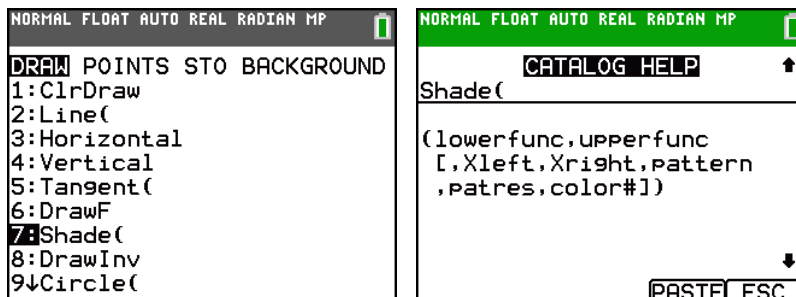 NORMAL FLOAT AUTO REAL RADIAN MP
DRAW POINTS STO BACKGROUND
1:ClrDraw
2:Line(
3:Horizontal
4:Vertical
5:Tangent(
6:DrawF
7:Shade(
8:DrawInv
9↓Circle(
NORMAL FLOAT AUTO REAL RADIAN MP
CATALOG HELP
Shade(
(lowerfunc,upperfunc
[,Xleft,Xright,pattern
,patres,color#])
PASTE ESC